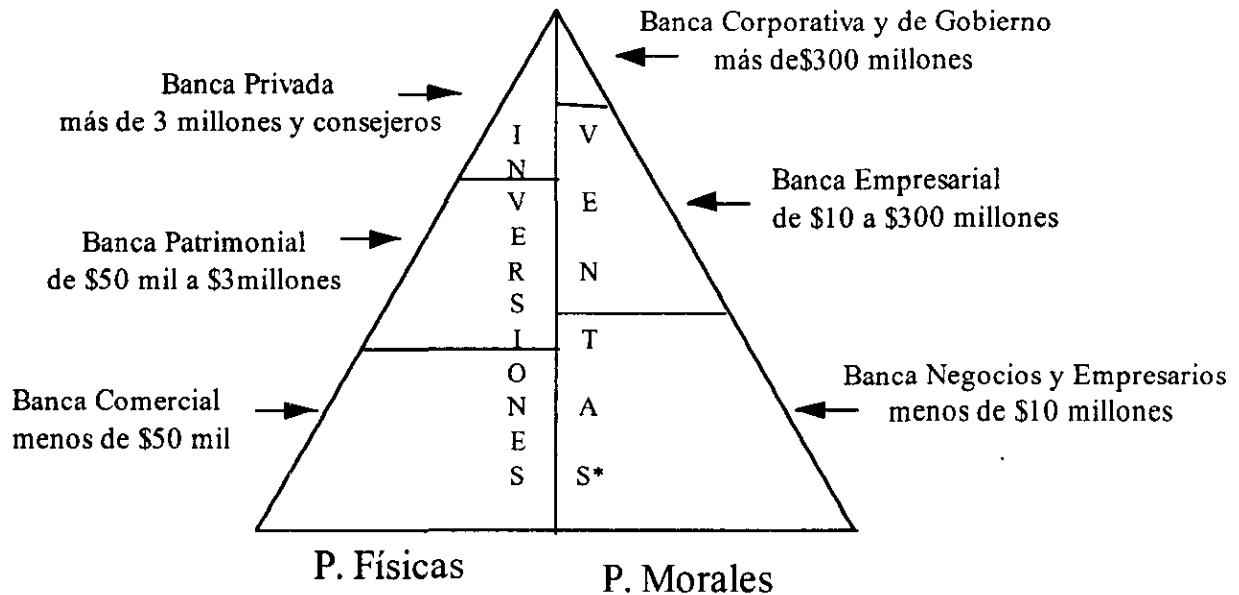 Banca Corporativa y de Gobierno
más de$300 millones
Banca Privada
más de 3 millones y consejeros
Banca Empresarial
de $10 a $300 millones
Banca Patrimonial
de $50 mil a $3millones
Banca Comercial
menos de $50 mil
Banca Negocios y Empresarios
menos de $10 millones
INVERSIONES
VENTAS*
P. Físicas
P. Morales